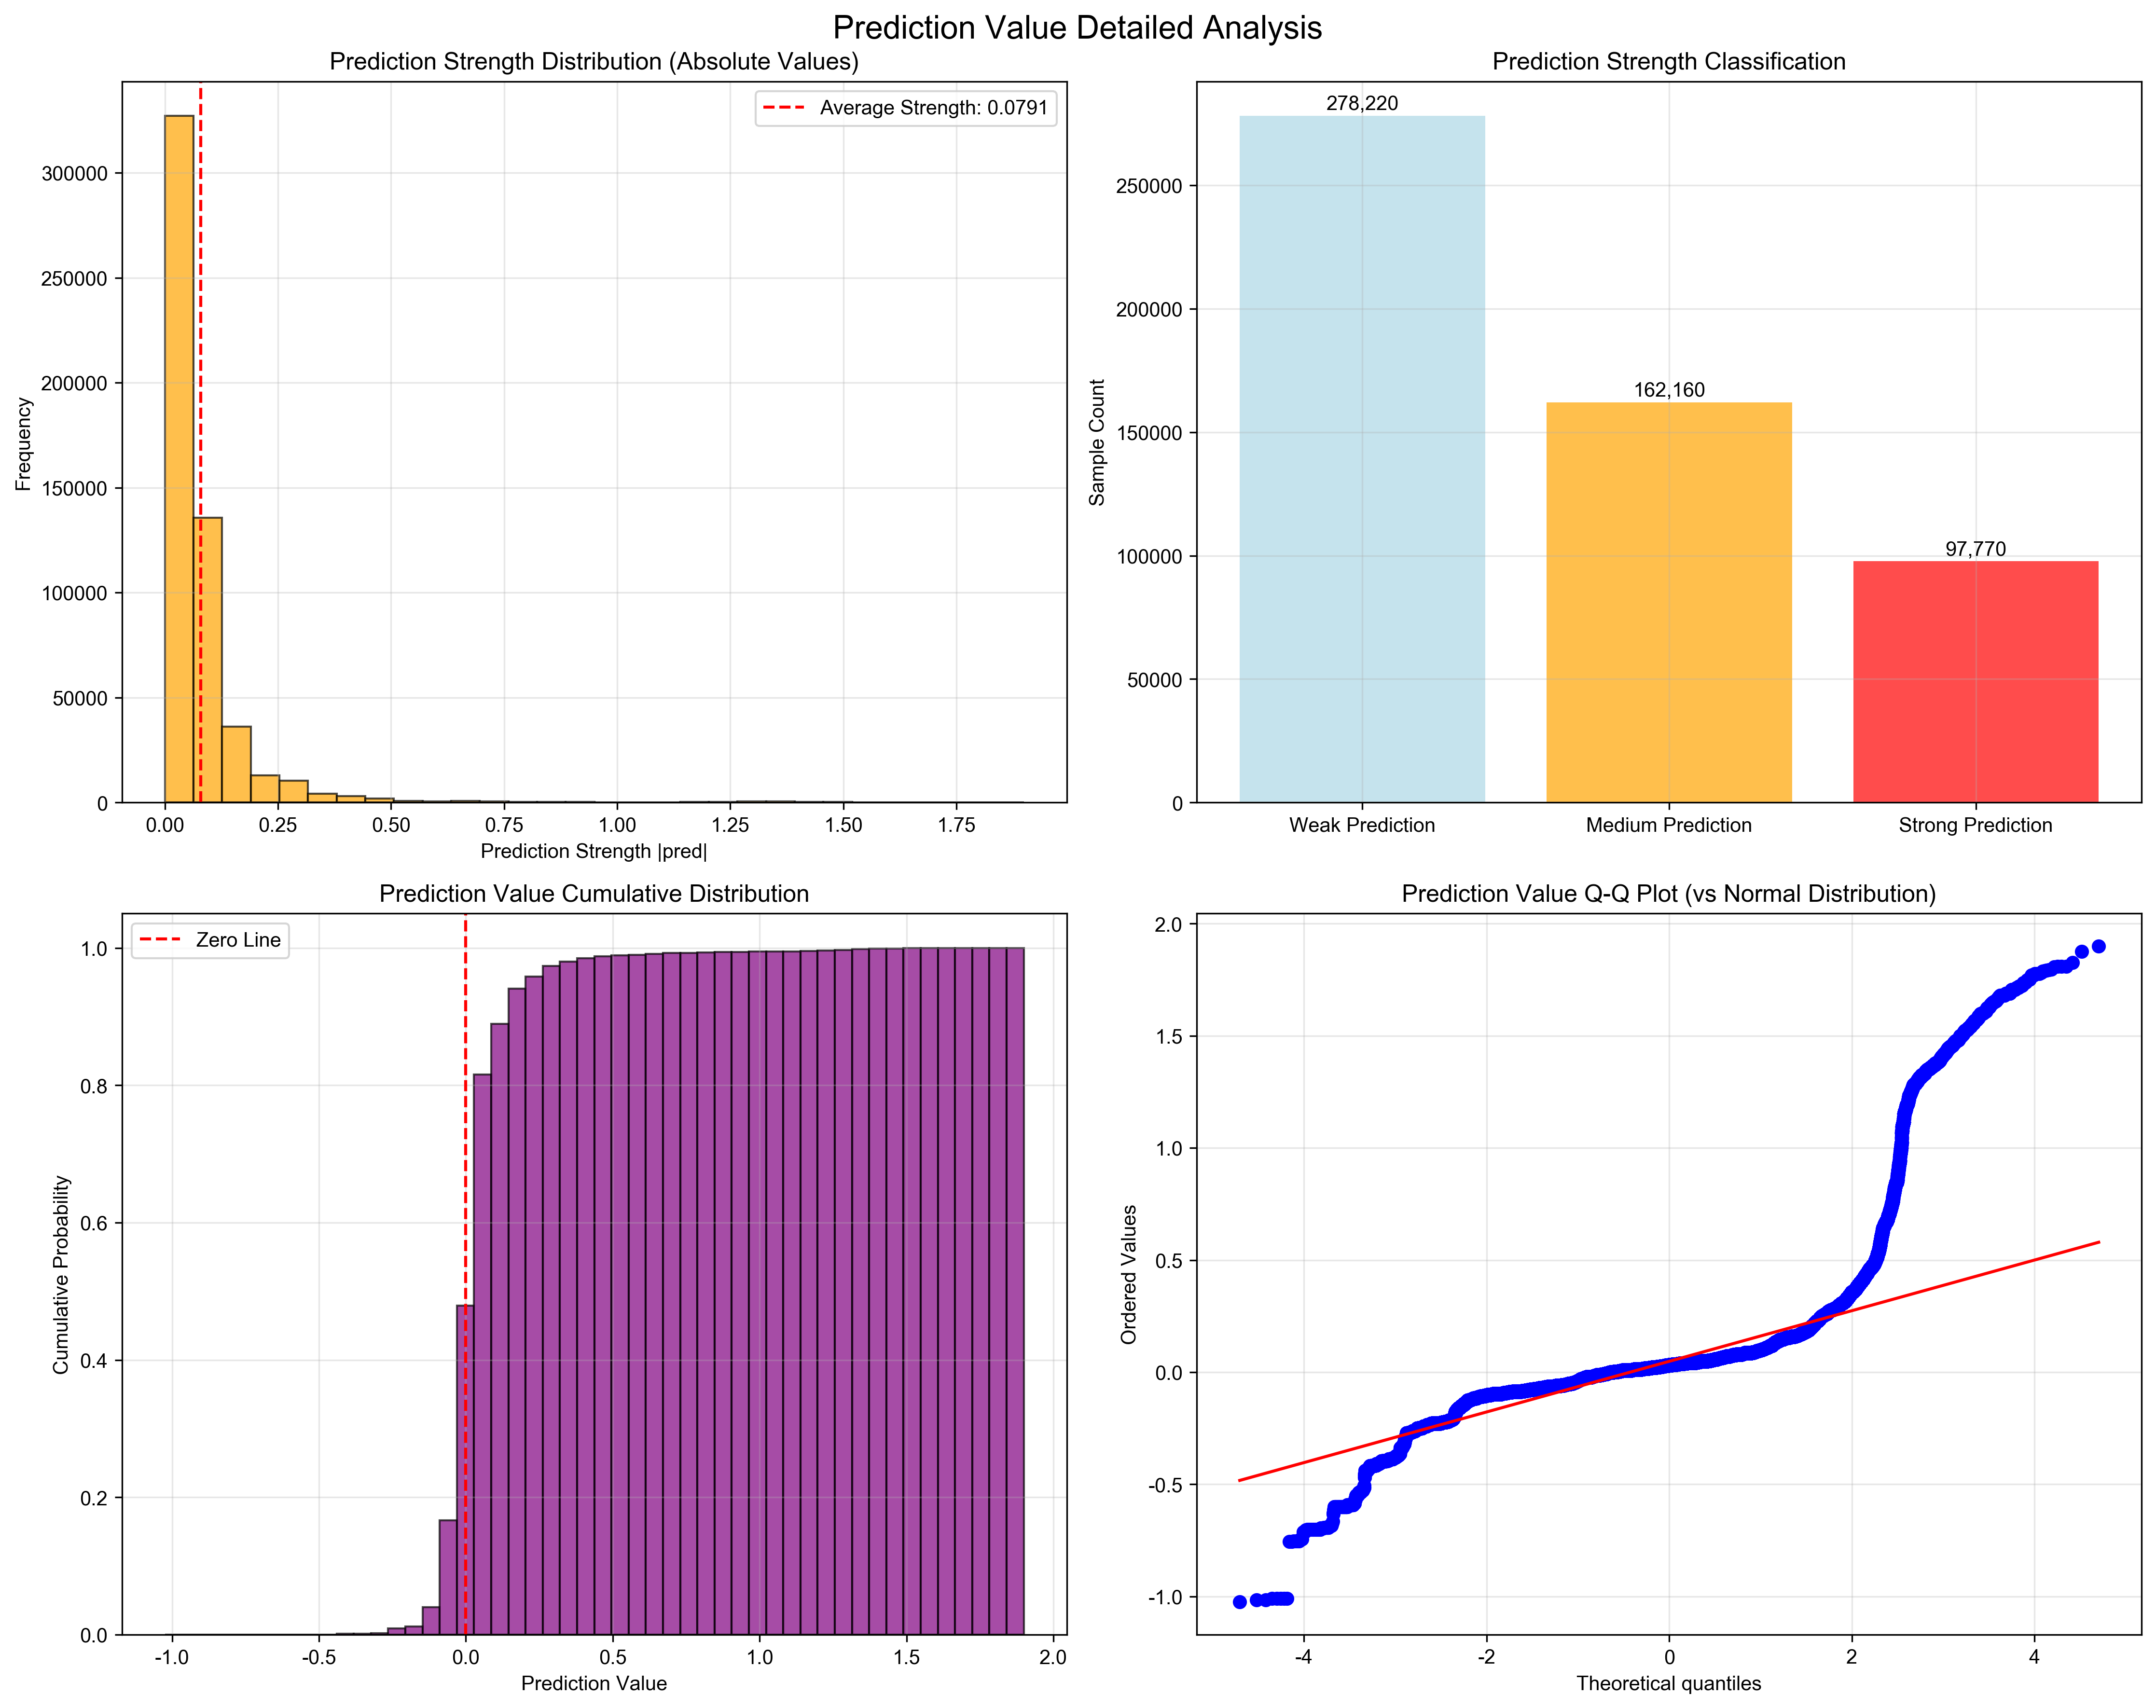 Prediction Value Detailed Analysis
Prediction Strength Distribution (Absolute Values)
Average Strength: 0.0791
Frequency
300000
250000
200000
150000
100000
50000
0
0.00 0.25 0.50 0.75 1.00 1.25 1.50 1.75
Prediction Strength |pred|
Prediction Strength Classification
278,220
162,160
97,770
Sample Count
250000
200000
150000
100000
50000
0
Weak Prediction Medium Prediction Strong Prediction
Prediction Value Cumulative Distribution
Zero Line
Cumulative Probability
1.0
0.8
0.6
0.4
0.2
0.0
-1.0 -0.5 0.0 0.5 1.0 1.5 2.0
Prediction Value
Prediction Value Q-Q Plot (vs Normal Distribution)
Ordered Values
2.0
1.5
1.0
0.5
0.0
-0.5
-1.0
-4 -2 0 2 4
Theoretical quantiles